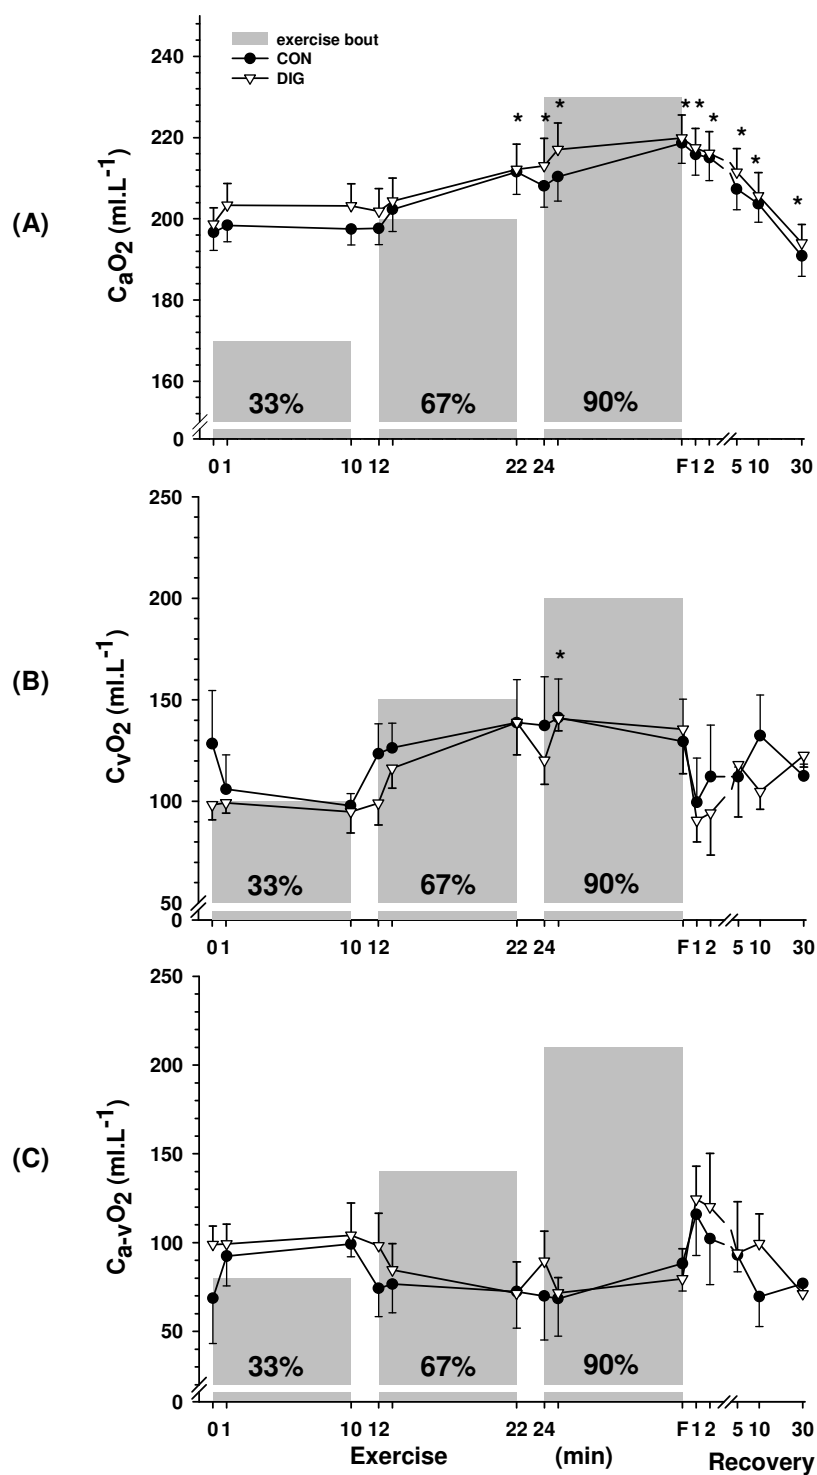 exercise bout
CON
DIG
(A)
CaO2 (ml.L-1)
240
220
200
180
160
0
33%
67%
90%
* * * * * * * * * *
0 1 10 12 22 24 F 1 2 5 10 30
(B)
CvO2 (ml.L-1)
250
200
150
100
50
0
*
33%
67%
90%
0 1 10 12 22 24 F 1 2 5 10 30
(C)
Ca-vO2 (ml.L-1)
250
200
150
100
50
0
33%
67%
90%
0 1 10 12 22 24 F 1 2 5 10 30
Exercise (min) Recovery